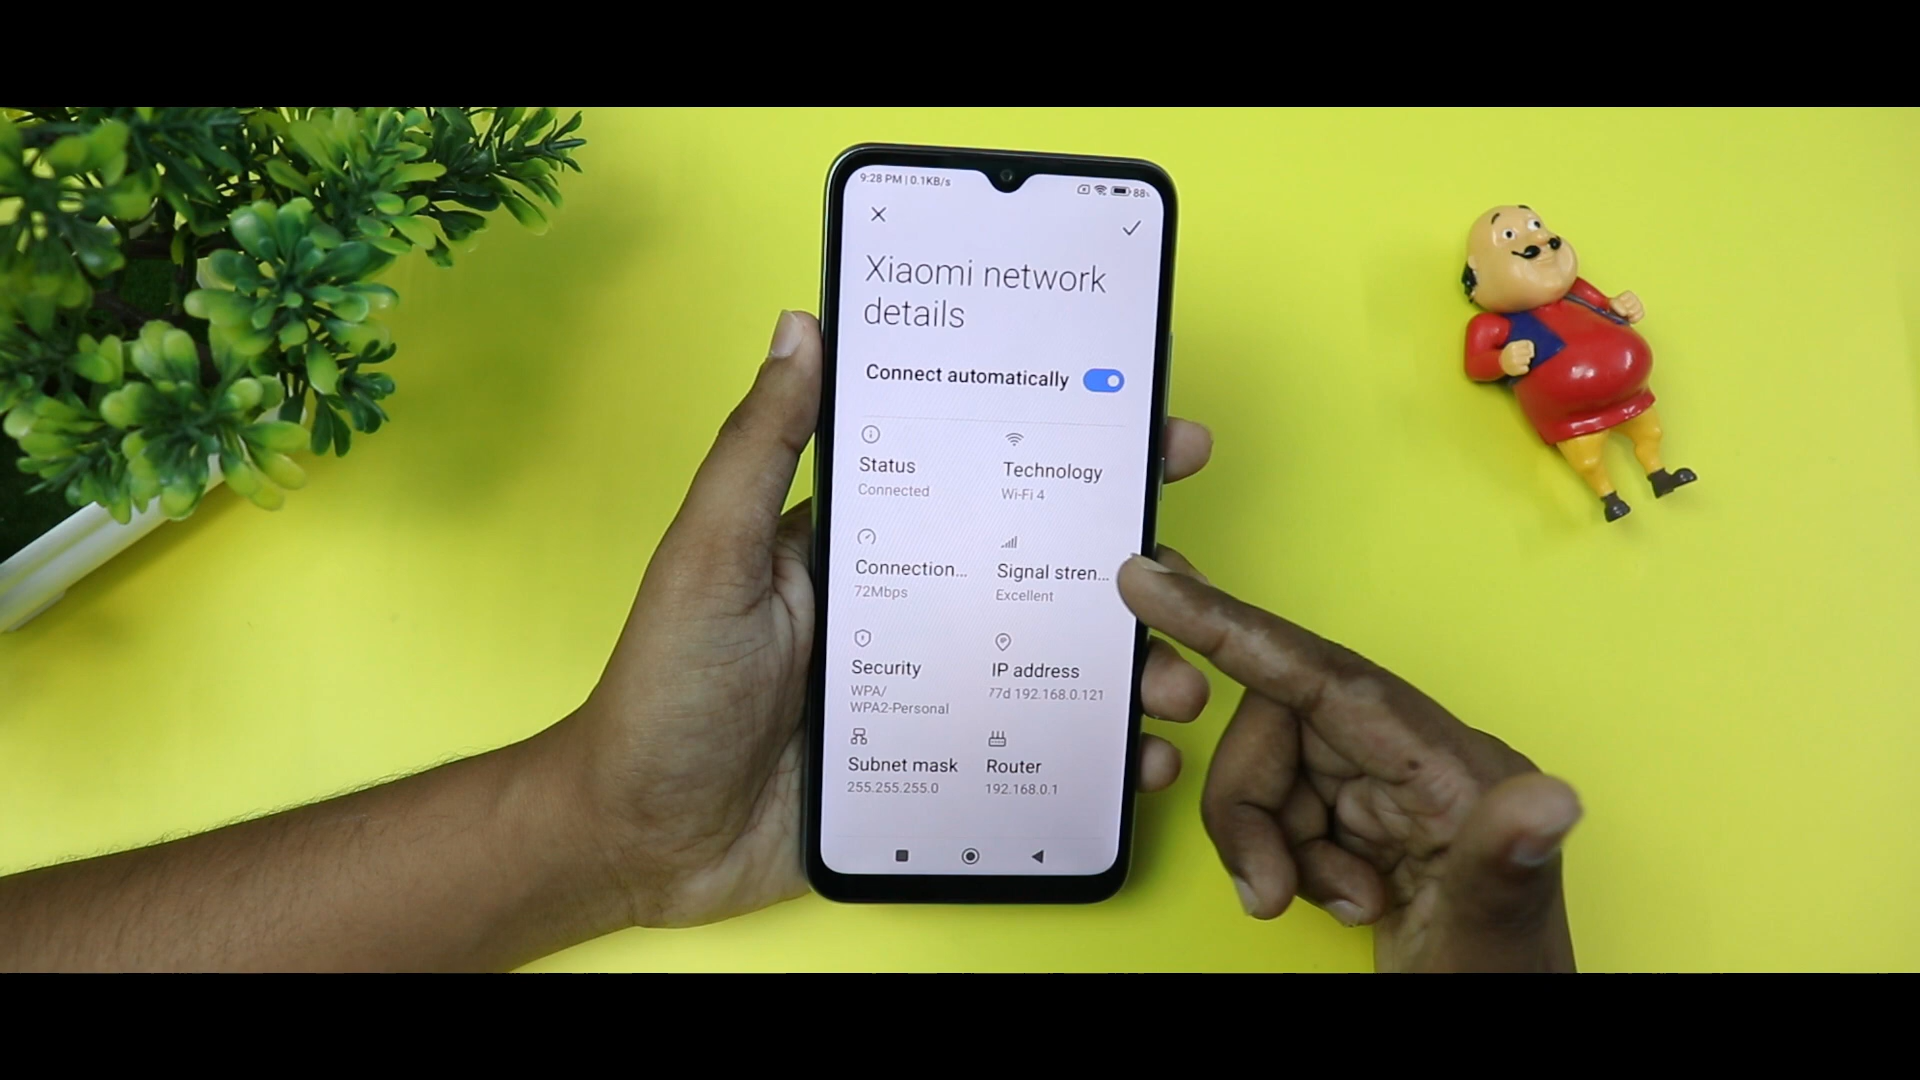 9:28 PM | 0.1KB/s
88
Xiaomi network
details
Connect automatically
Status
Connected
Technology
Wi-Fi 4
Connection...
72Mbps
Signal stren...
Excellent
Security
WPA/
WPA2-Personal
IP address
77d 192.168.0.121
Subnet mask
255.255.255.0
Router
192.168.0.1